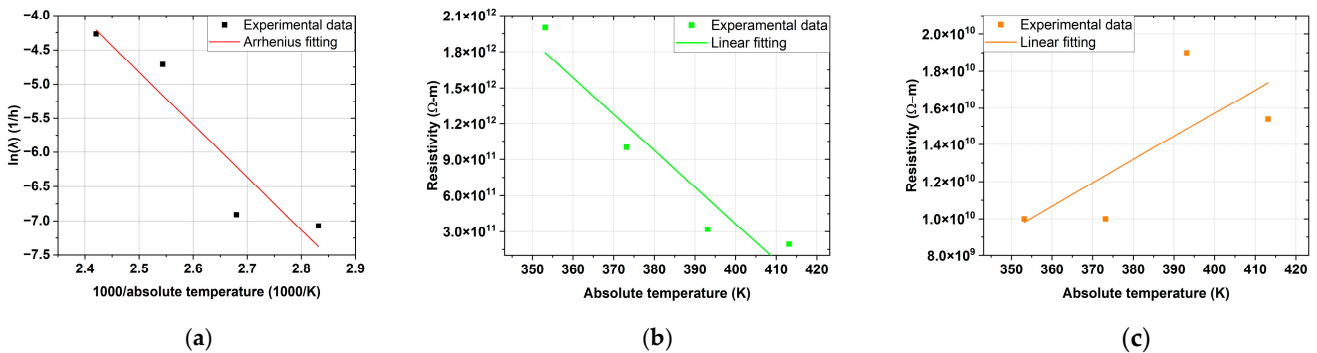 −4.0
−4.5
−5.0
−5.5
−6.0
−6.5
−7.0
−7.5
ln(λ) (1/h)
2.4 2.5 2.6 2.7 2.8 2.9
1000/absolute temperature (1000/K)
Experimental data
Arrhenius fitting
(a)
2.1×10¹²
1.8×10¹²
1.5×10¹²
1.2×10¹²
9.0×10¹¹
6.0×10¹¹
3.0×10¹¹
Resistivity (Ω-m)
350 360 370 380 390 400 410 420
Absolute temperature (K)
Experamental data
Linear fitting
(b)
2.0×10¹⁰
1.8×10¹⁰
1.6×10¹⁰
1.4×10¹⁰
1.2×10¹⁰
1.0×10¹⁰
8.0×10⁹
Resistivity (Ω−m)
350 360 370 380 390 400 410 420
Absolute temperature (K)
Experimental data
Linear fitting
(c)